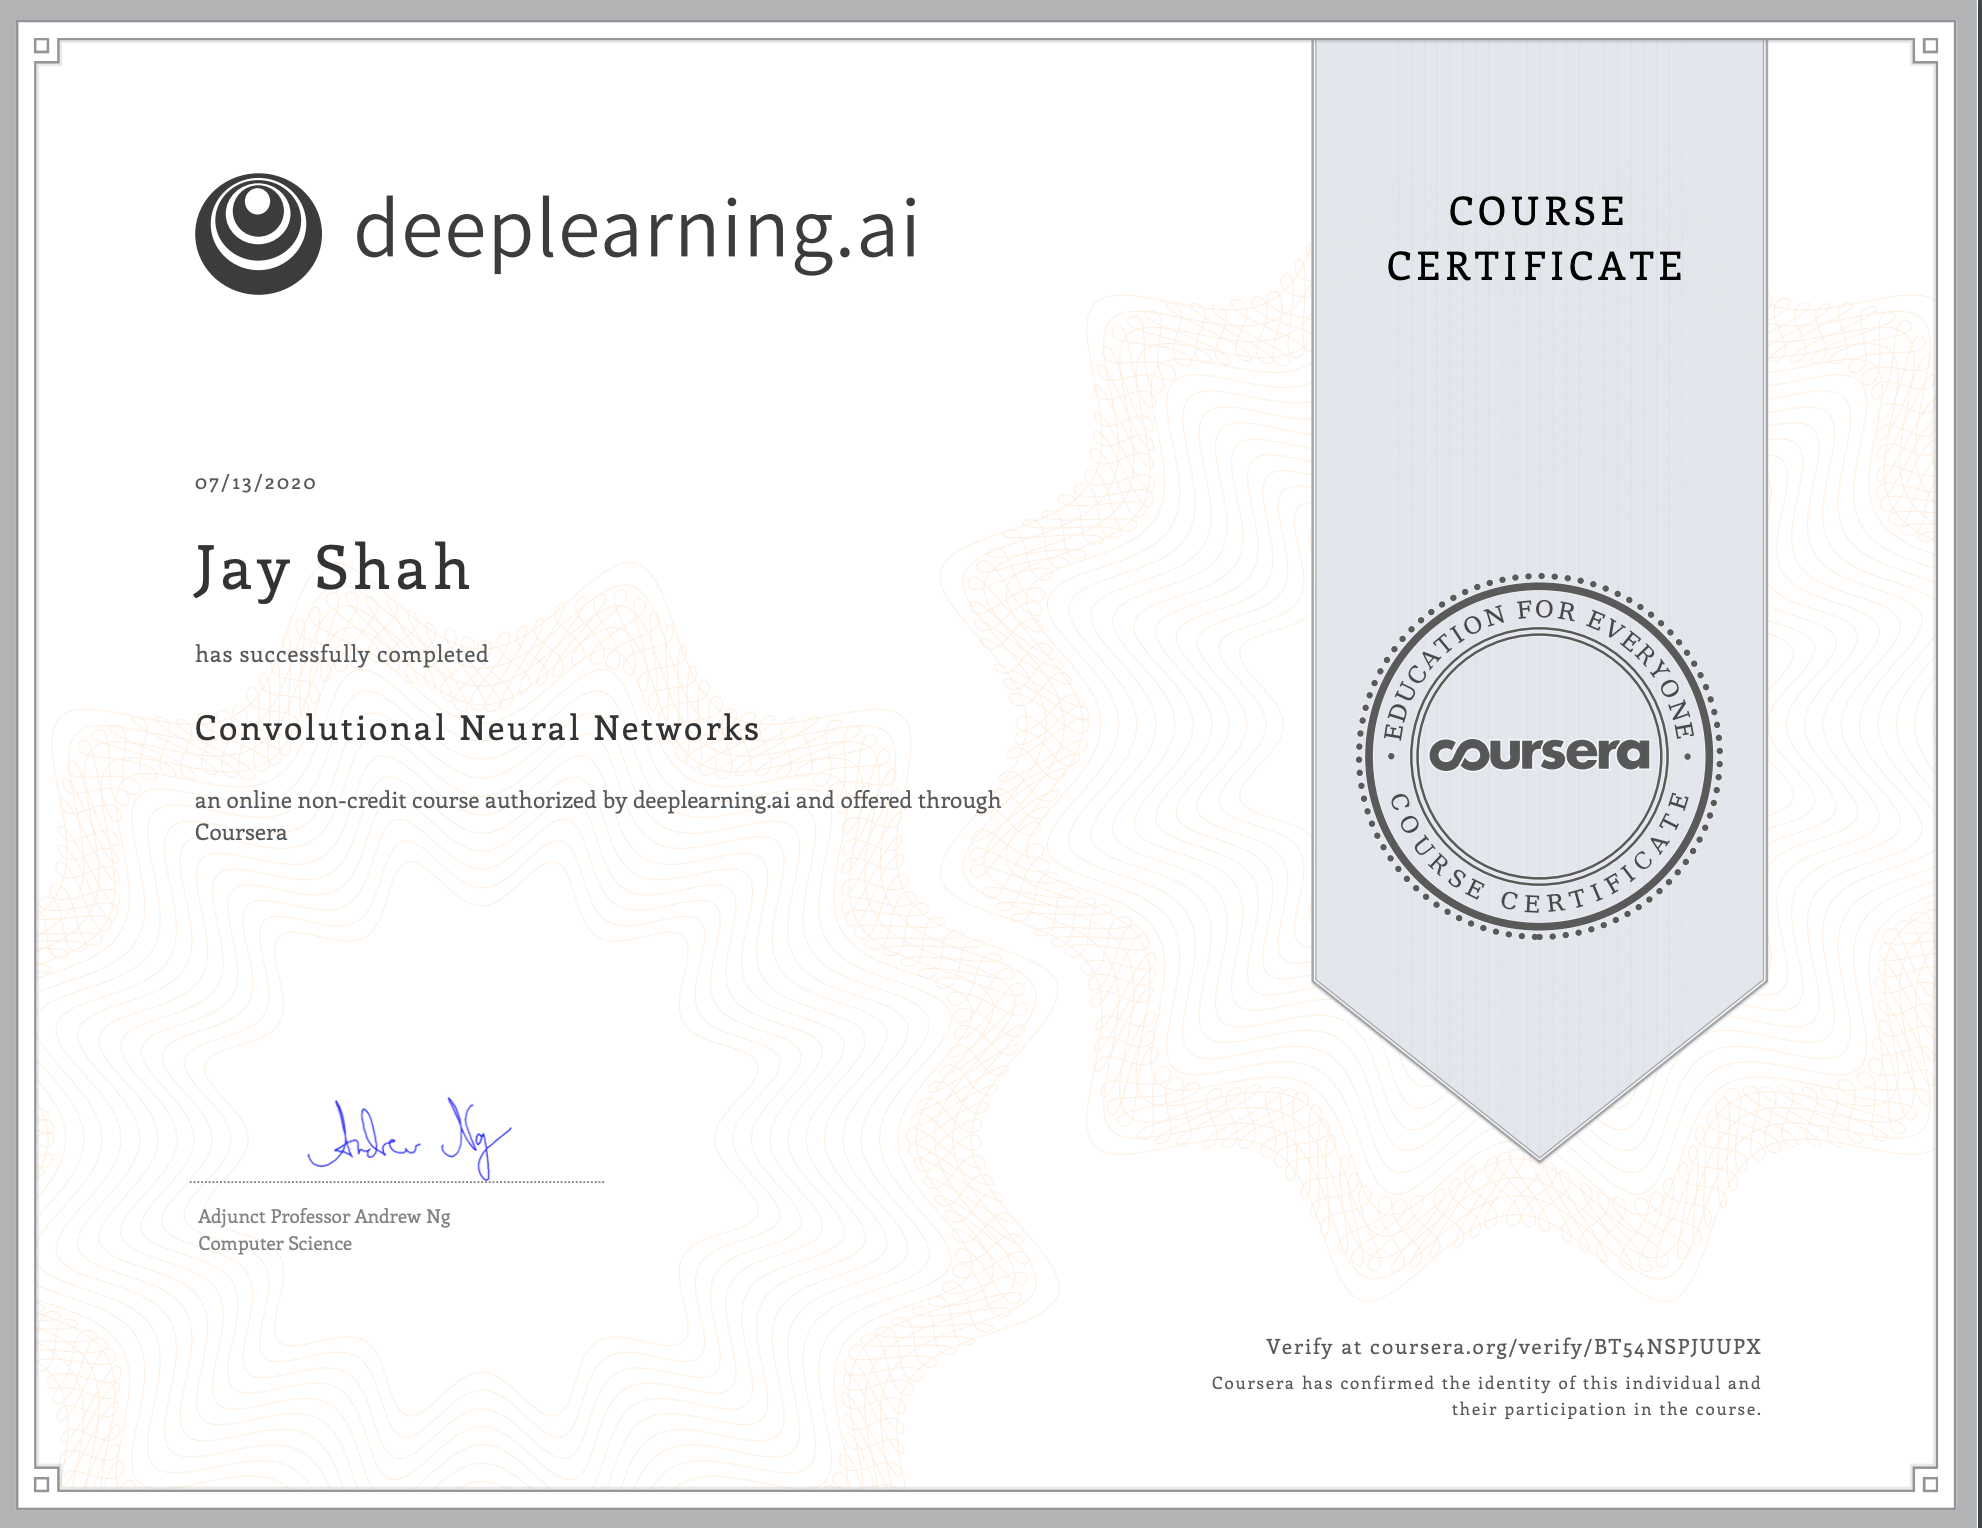 deeplearning.ai
COURSE
CERTIFICATE
07/13/2020
Jay Shah
has successfully completed
Convolutional Neural Networks
an online non-credit course authorized by deeplearning.ai and offered through
Coursera
EDUCATION FOR EVERYONE
coursera
COURSE CERTIFICATE
Andrew Ng
Adjunct Professor Andrew Ng
Computer Science
Verify at coursera.org/verify/BT54NSPJUUPX
Coursera has confirmed the identity of this individual and
their participation in the course.